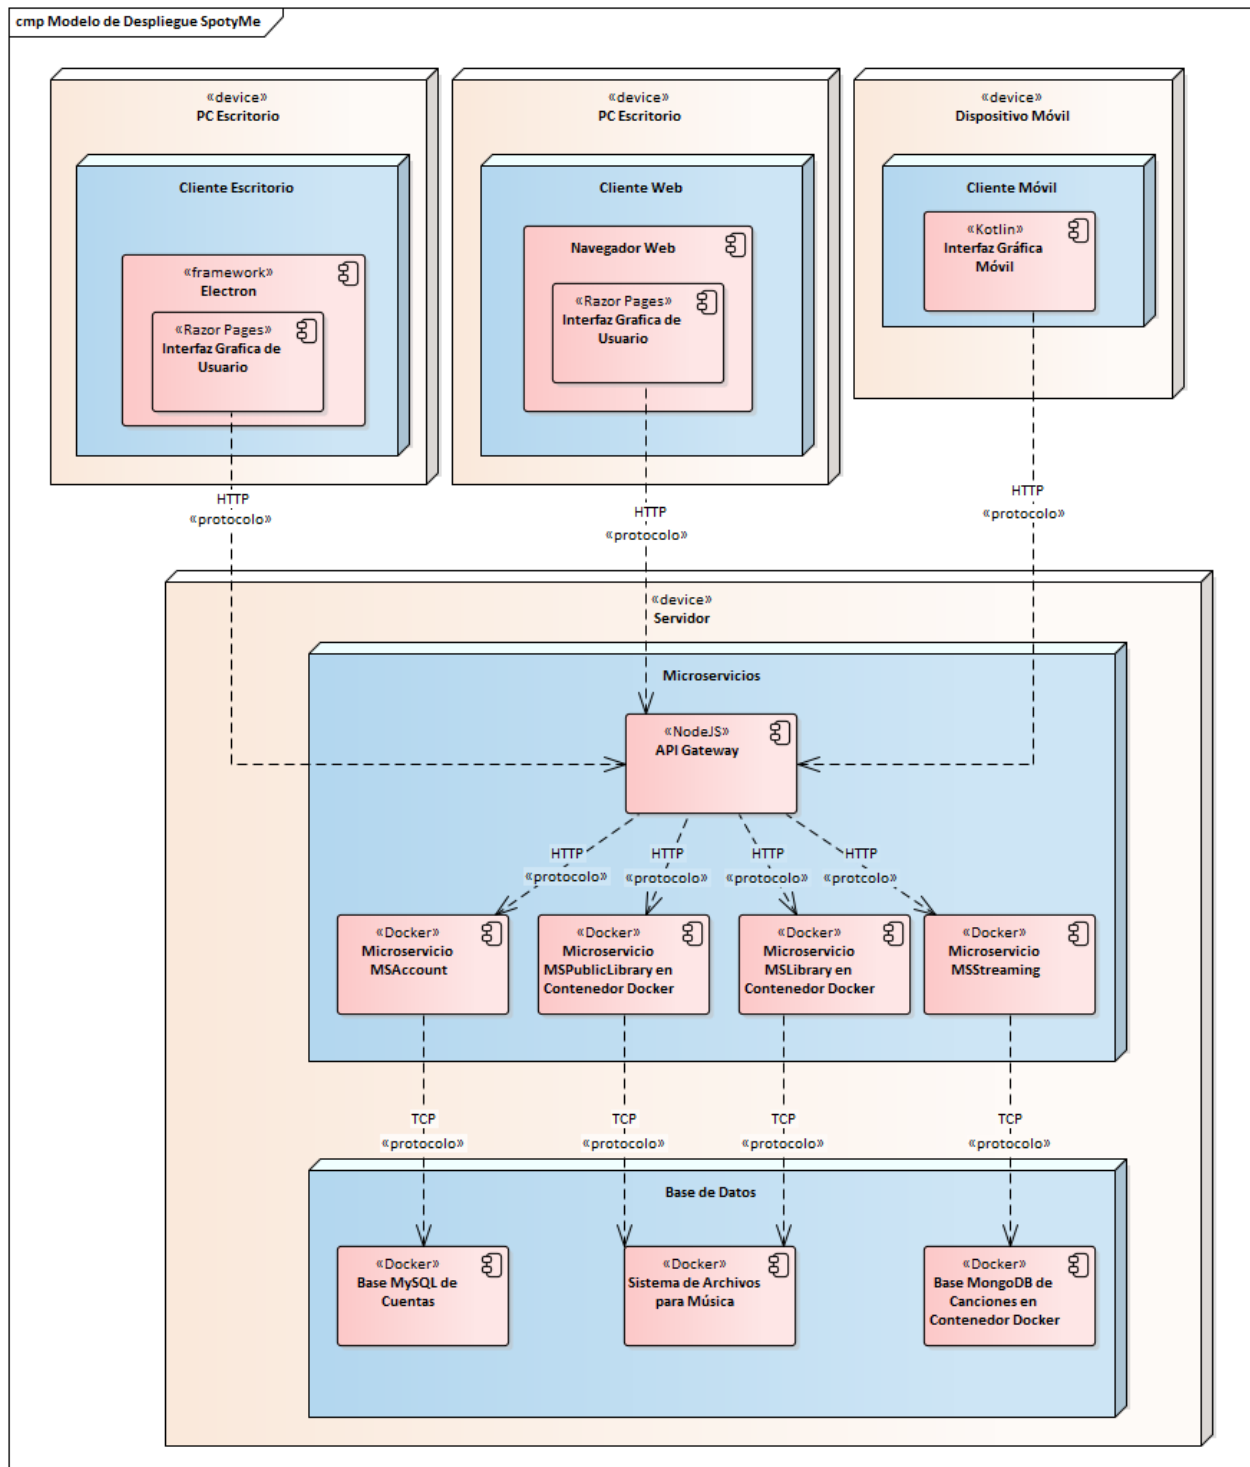 cmp Modelo de Despliegue SpotyMe
«device»
PC Escritorio
Cliente Escritorio
«framework»
Electron
«Razor Pages»
Interfaz Grafica de
Usuario
«device»
PC Escritorio
Cliente Web
Navegador Web
«Razor Pages»
Interfaz Grafica de
Usuario
«device»
Dispositivo Móvil
Cliente Móvil
«Kotlin»
Interfaz Gráfica
Móvil
HTTP
«protocolo»
HTTP
«protocolo»
HTTP
«protocolo»
«device»
Servidor
Microservicios
«NodeJS»
API Gateway
HTTP
«protocolo»
HTTP
«protocolo»
HTTP
«protocolo»
HTTP
«protcolo»
«Docker»
Microservicio
MSAccount
«Docker»
Microservicio
MSPublicLibrary en
Contenedor Docker
«Docker»
Microservicio
MSLibrary en
Contenedor Docker
«Docker»
Microservicio
MSStreaming
TCP
«protocolo»
TCP
«protocolo»
TCP
«protocolo»
TCP
«protocolo»
Base de Datos
«Docker»
Base MySQL de
Cuentas
«Docker»
Sistema de Archivos
para Música
«Docker»
Base MongoDB de
Canciones en
Contenedor Docker